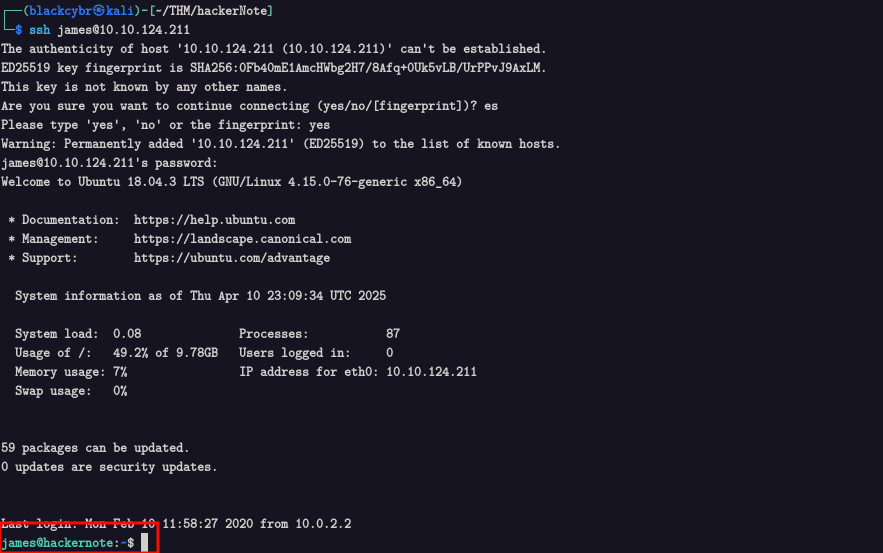 ┌──(blackcybr㉿kali)-[~/THM/hackerNote]
└─$ ssh james@10.10.124.211
The authenticity of host '10.10.124.211 (10.10.124.211)' can't be established.
ED25519 key fingerprint is SHA256:0Fb40mE1AmcHWbg2H7/8Afq+0Uk5vLB/UrPPvJ9AxLM.
This key is not known by any other names.
Are you sure you want to continue connecting (yes/no/[fingerprint])? es
Please type 'yes', 'no' or the fingerprint: yes
Warning: Permanently added '10.10.124.211' (ED25519) to the list of known hosts.
james@10.10.124.211's password:
Welcome to Ubuntu 18.04.3 LTS (GNU/Linux 4.15.0-76-generic x86_64)
* Documentation:  https://help.ubuntu.com
* Management:     https://landscape.canonical.com
* Support:        https://ubuntu.com/advantage
System information as of Thu Apr 10 23:09:34 UTC 2025
System load:  0.08              Processes:           87
Usage of /:   49.2% of 9.78GB   Users logged in:     0
Memory usage: 7%                IP address for eth0: 10.10.124.211
Swap usage:   0%
59 packages can be updated.
0 updates are security updates.
Last login: Mon Feb 10 11:58:27 2020 from 10.0.2.2
james@hackernote:~$